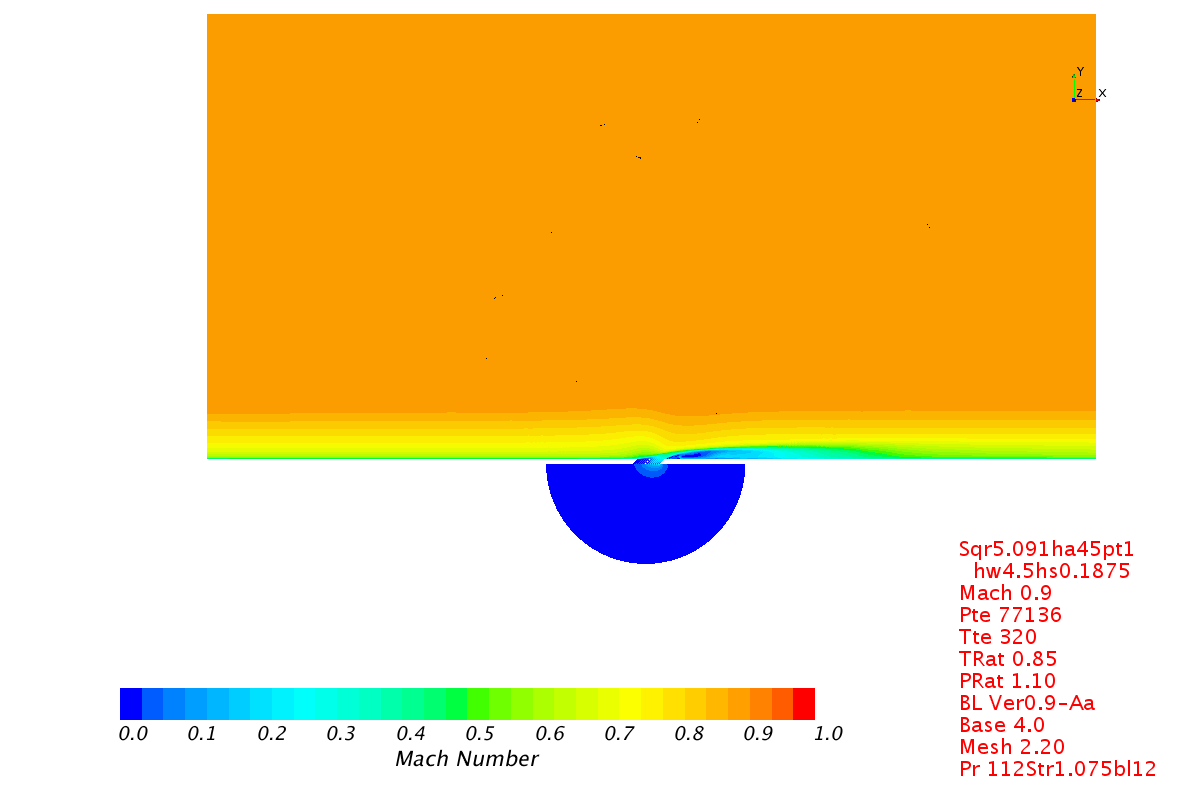 Y
Z X
Sqr5.091ha45pt1
hw4.5hs0.1875
Mach 0.9
Pte 77136
Tte 320
TRat 0.85
PRat 1.10
BL Ver0.9-Aa
Base 4.0
Mesh 2.20
Pr 112Str1.075bl12
0.0 0.1 0.2 0.3 0.4 0.5 0.6 0.7 0.8 0.9 1.0
Mach Number